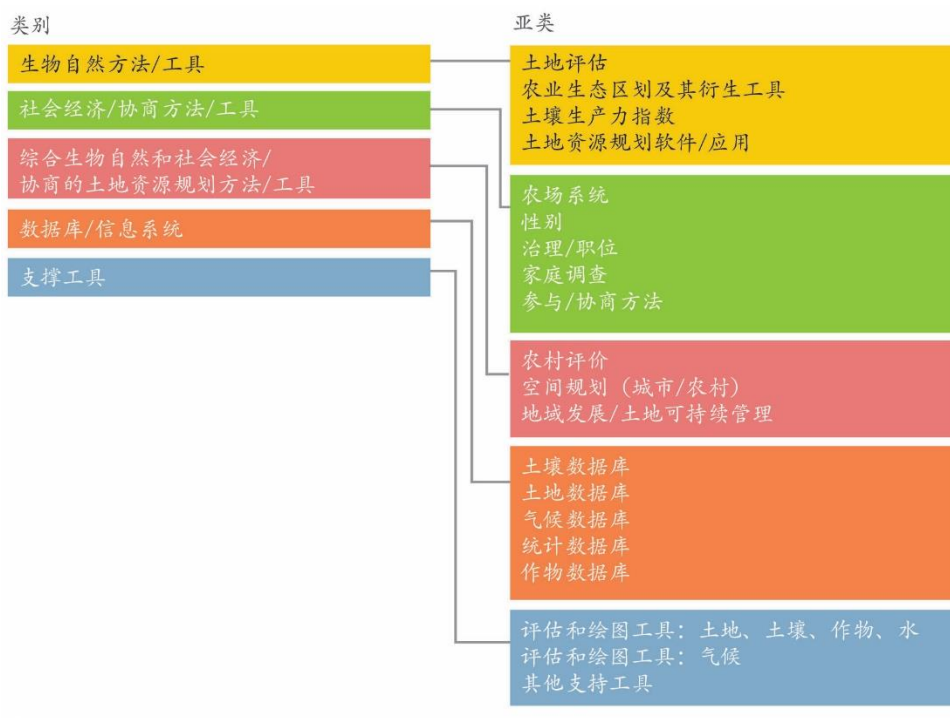 类别
生物自然方法/工具
社会经济/协商方法/工具
综合生物自然和社会经济/
协商的土地资源规划方法/工具
数据库/信息系统
支撑工具
亚类
土地评估
农业生态区划及其衍生工具
土壤生产力指数
土地资源规划软件/应用
农场系统
性别
治理/职位
家庭调查
参与/协商方法
农村评价
空间规划（城市/农村）
地域发展/土地可持续管理
土壤数据库
土地数据库
气候数据库
统计数据库
作物数据库
评估和绘图工具：土地、土壤、作物、水
评估和绘图工具：气候
其他支持工具